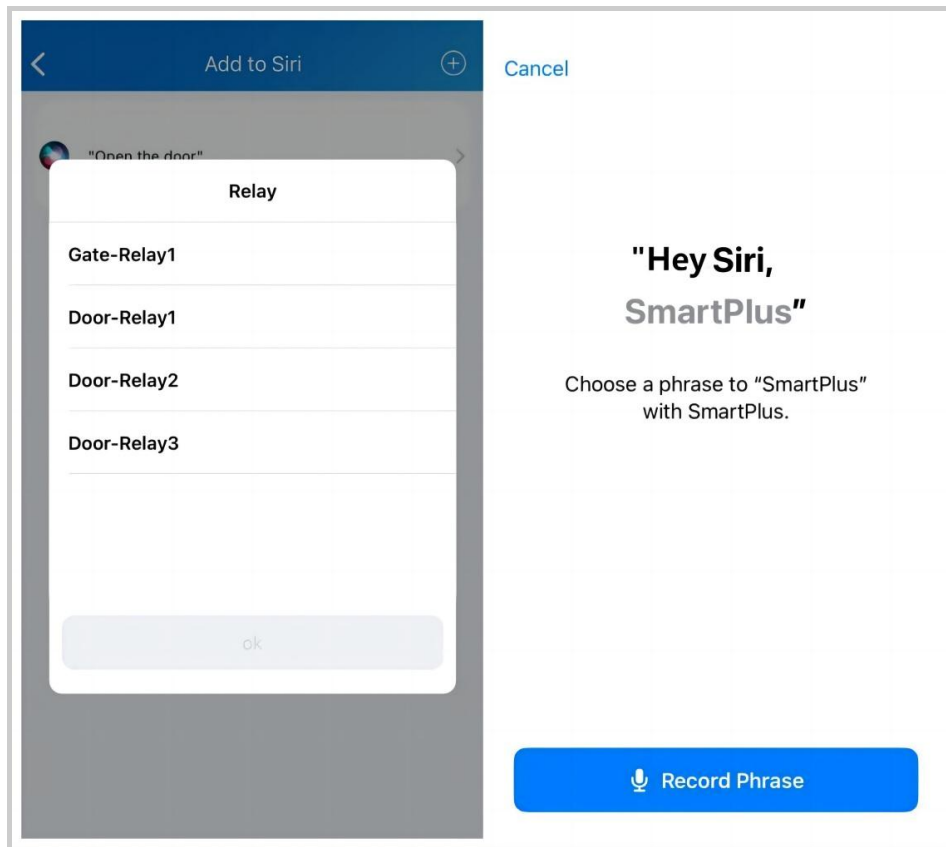 Add to Siri
"Open the door"
Relay
Gate-Relay1
Door-Relay1
Door-Relay2
Door-Relay3
ok
Cancel
"Hey Siri,
SmartPlus"
Choose a phrase to “SmartPlus”
with SmartPlus.
Record Phrase